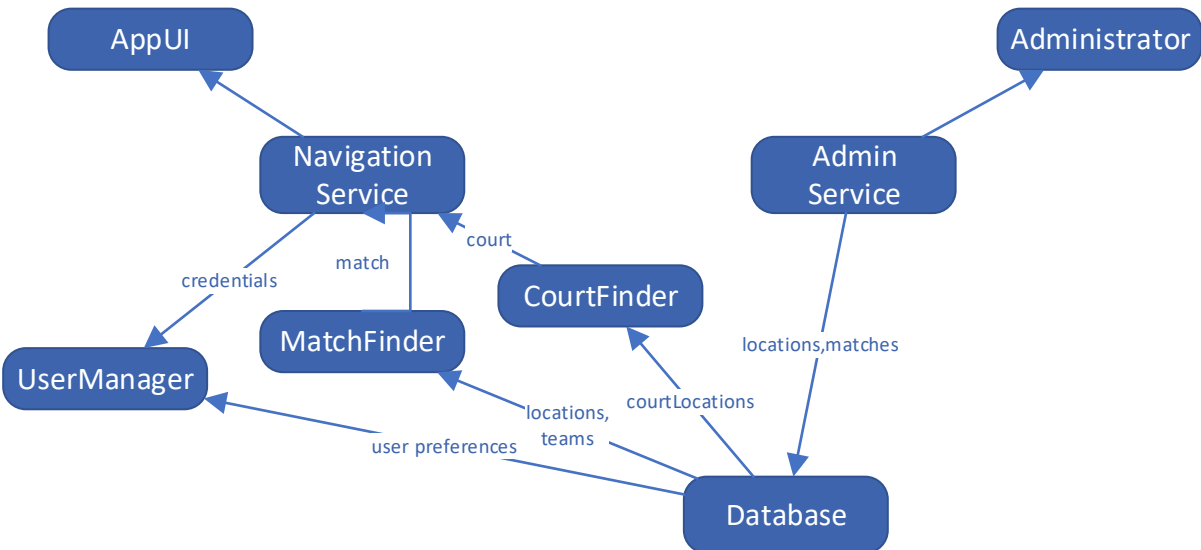 AppUI
Administrator
Navigation
Service
Admin
Service
court
match
credentials
CourtFinder
MatchFinder
locations,matches
UserManager
courtLocations
locations,
teams
user preferences
Database